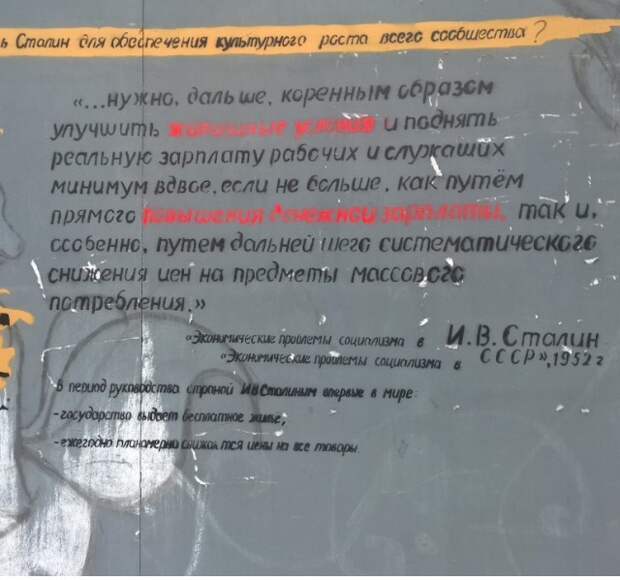 ь Сталин для обеспечения культурного роста всего сообщества?
«...нужно, дальше, коренным образом
улучшить жилищные условия и поднять
реальную зарплату рабочих и служащих
минимум вдвое, если не больше, как путём
прямого повышения денежной зарплаты, так и,
особенно, путем дальнейшего систематического
снижения цен на предметы массового
потребления.»
«Экономические проблемы социализма в И.В.Сталин
«Экономические проблемы социализма в СССР», 1952 г
В период руководства страной ИВСталиным впервые в мире:
-государство выдает бесплатное жильё;
-ежегодно планомерно снижаются цены на все товары.